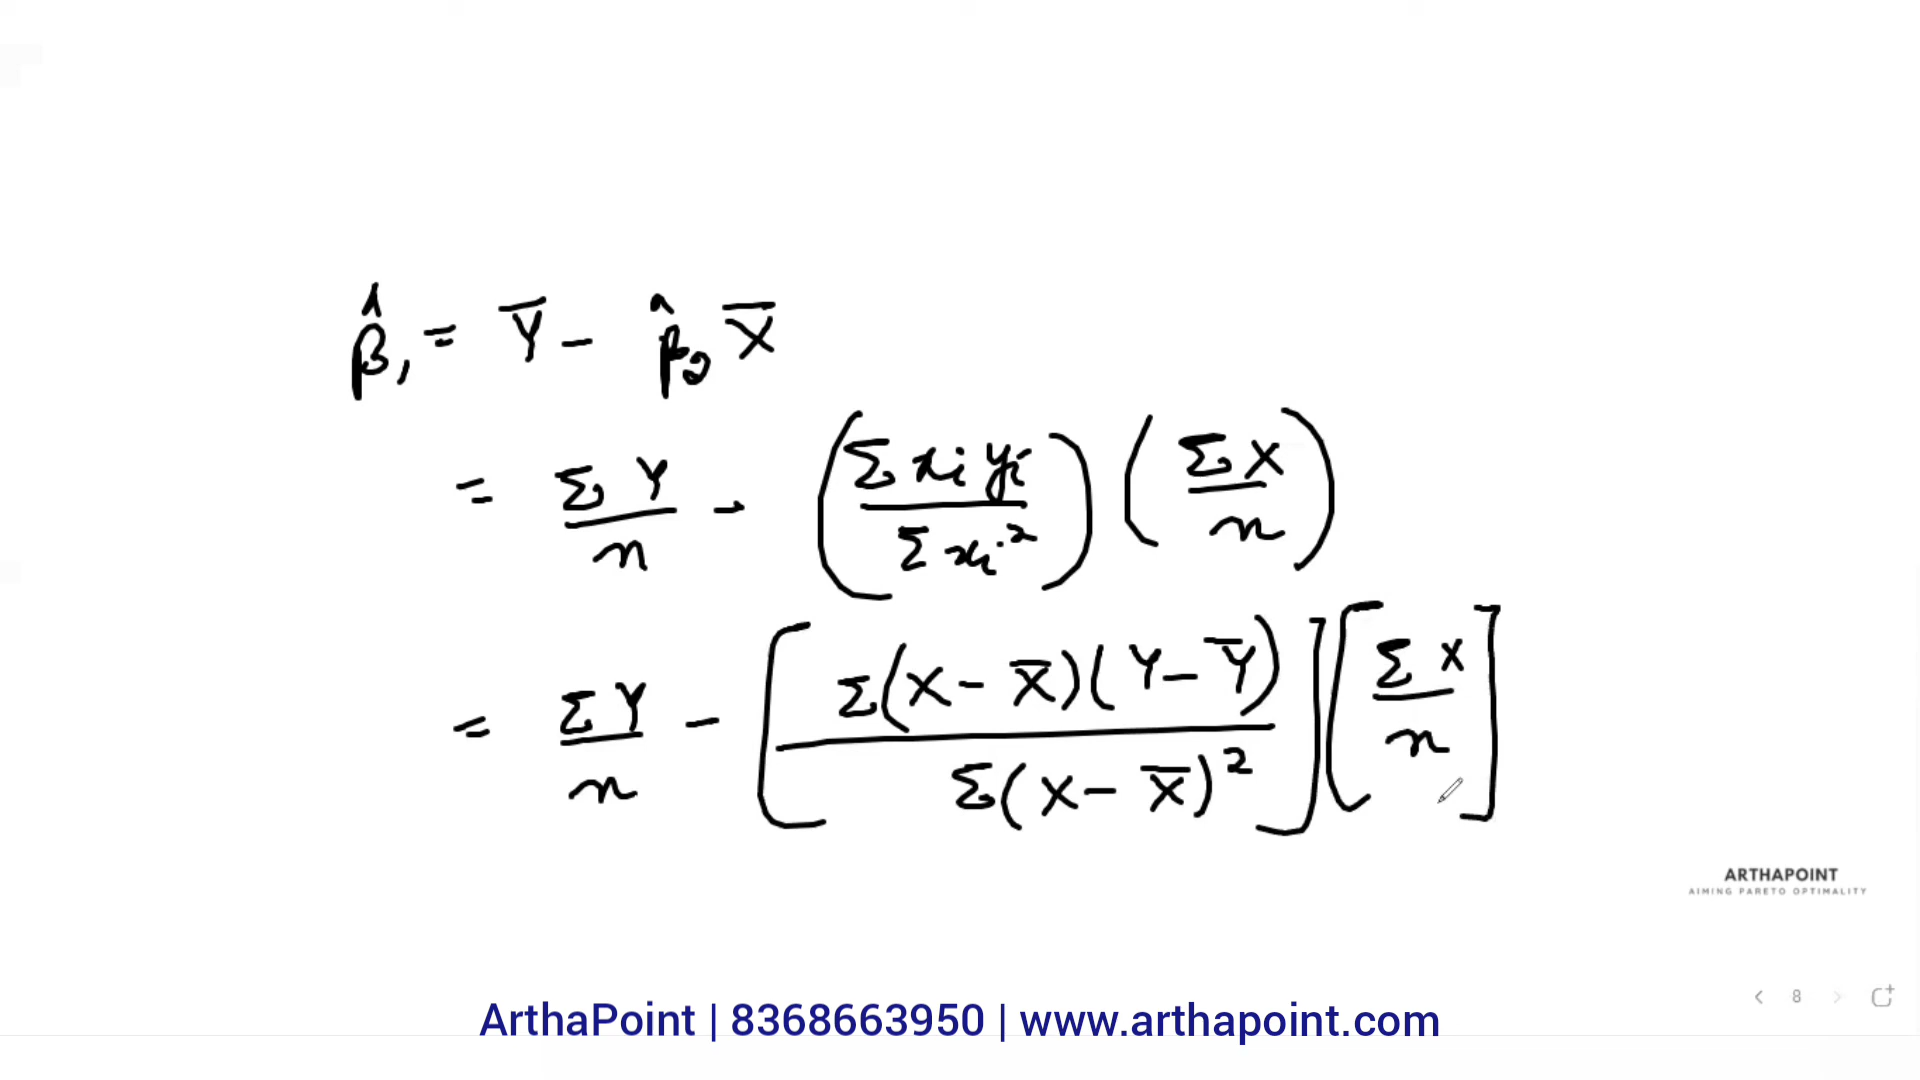 β̂₁ = Y̅ - β̂₂ X̅
= ΣY/n - (Σxᵢyᵢ/Σxᵢ²) (ΣX/n)
= ΣY/n - [Σ(X - X̅)(Y - Y̅)/Σ(X - X̅)²] [ΣX/n]
ARTHAPOINT
AIMING PARETO OPTIMALITY
< 8 >
ArthaPoint | 8368663950 | www.arthapoint.com